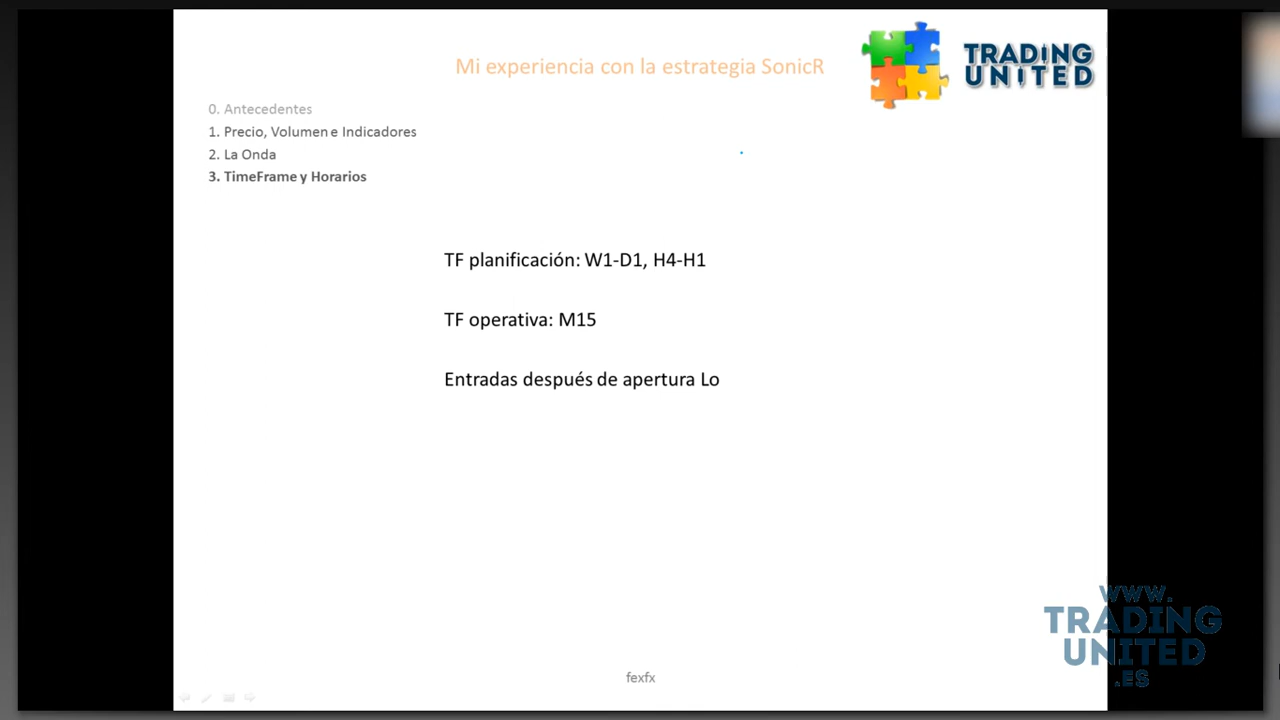 Mi experiencia con la estrategia SonicR
TRADING
UNITED
0. Antecedentes
1. Precio, Volumen e Indicadores
2. La Onda
3. TimeFrame y Horarios
TF planificación: W1-D1, H4-H1
TF operativa: M15
Entradas después de apertura Lo
www.
TRADING
UNITED
.ES
fexfx